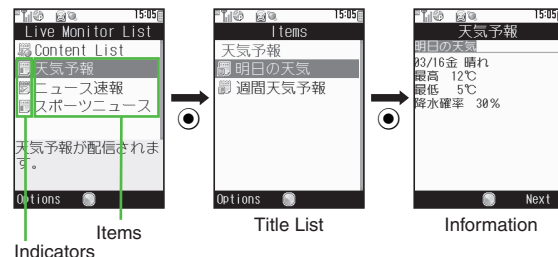 15:05
Live Monitor List
Content List
天気予報
ニュース速報
スポーツニュース
天気予報が配信されま
す。
Options
15:05
Items
天気予報
明日の天気
週間天気予報
Options
15:05
天気予報
明日の天気
03/16金 晴れ
最高 12℃
最低 5℃
降水確率 30%
Next
Items
Indicators
Title List
Information